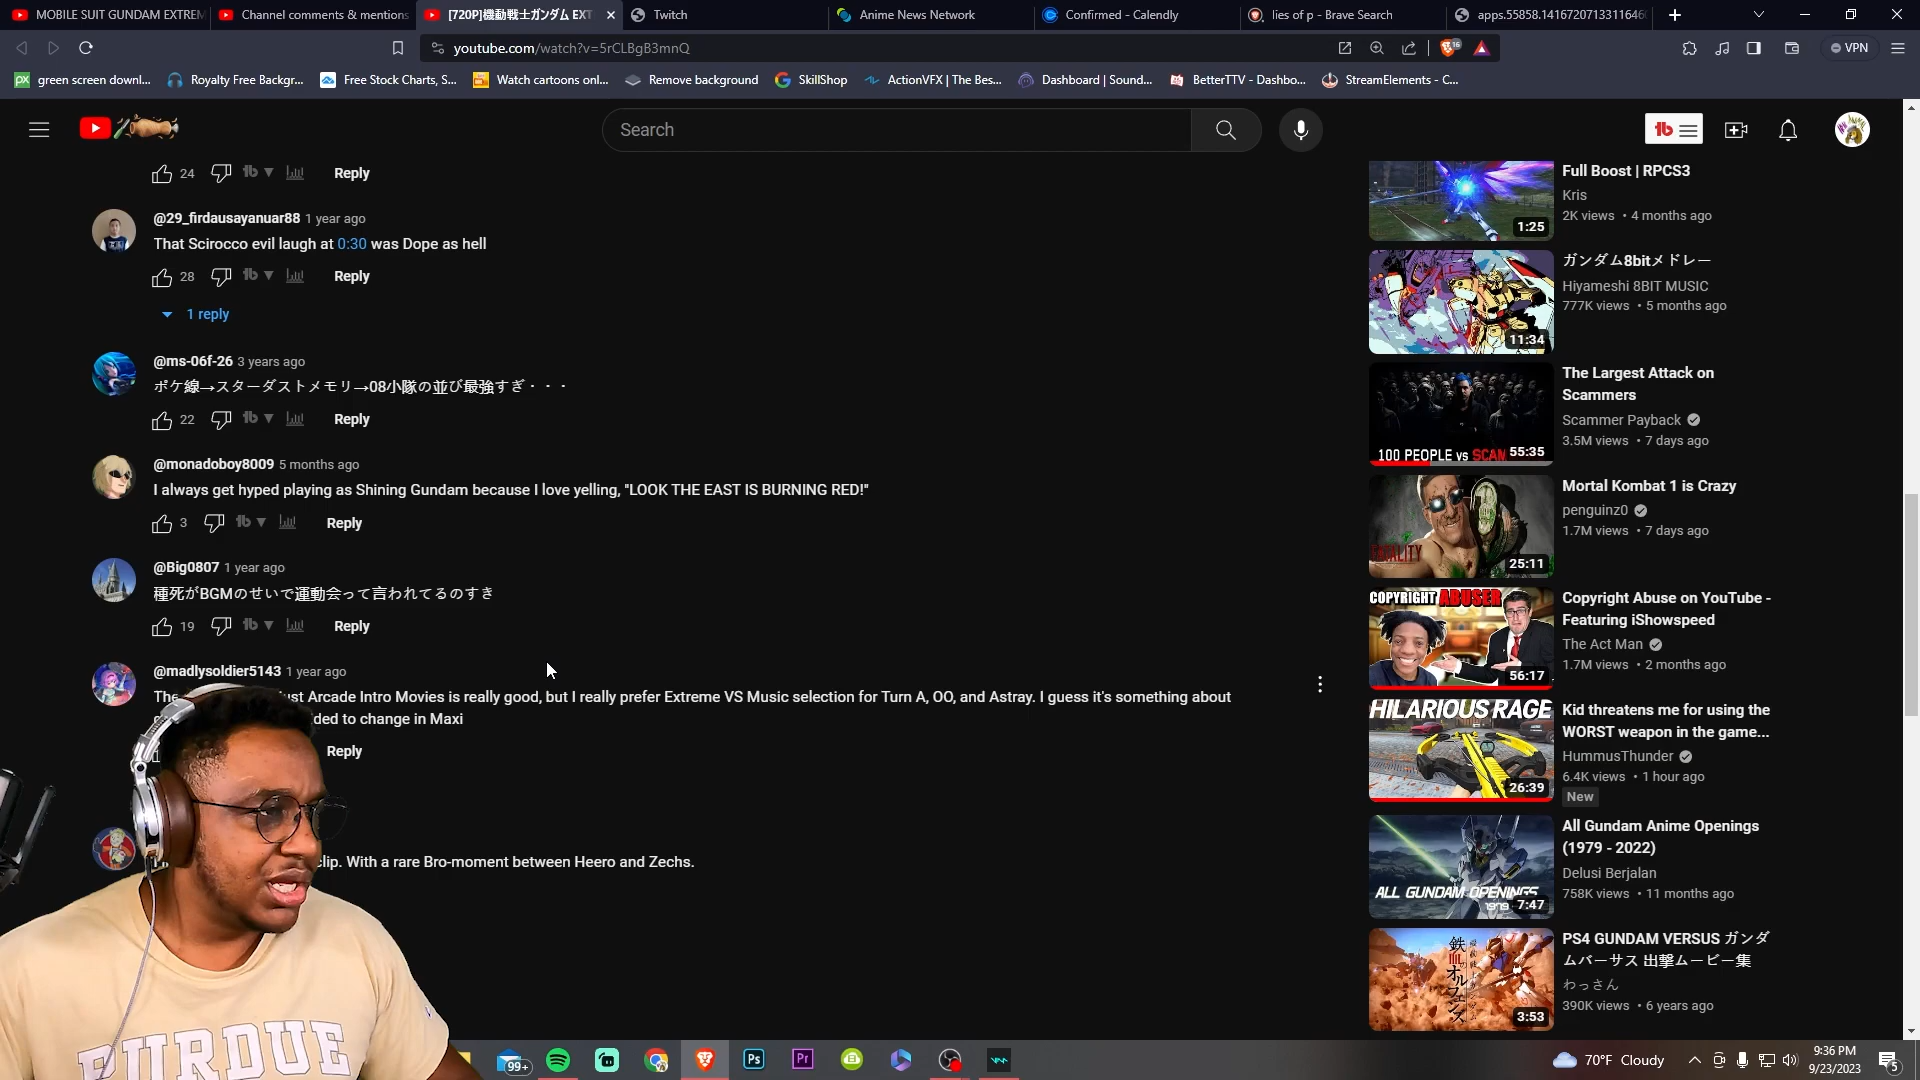 MOBILE SUIT GUNDAM EXTREM
Channel comments & mentions
[720P]機動戦士ガンダム EXT
Twitch
Anime News Network
Confirmed - Calendly
lies of p - Brave Search
apps.55858.1416720713311646
youtube.com/watch?v=5rCLBgB3mnQ
16
VPN
green screen downl...
Royalty Free Backgr...
Free Stock Charts, S...
Watch cartoons onl...
Remove background
SkillShop
ActionVFX | The Bes...
Dashboard | Sound...
BetterTTV - Dashbo...
StreamElements - C...
Search
24
Reply
@29_firdausayanuar88 1 year ago
That Scirocco evil laugh at 0:30 was Dope as hell
28
Reply
1 reply
@ms-06f-26 3 years ago
ポケ線→スターダストメモリ→08小隊の並び最強すぎ・・・
22
Reply
@monadoboy8009 5 months ago
I always get hyped playing as Shining Gundam because I love yelling, "LOOK THE EAST IS BURNING RED!"
3
Reply
@Big0807 1 year ago
種死がBGMのせいで運動会って言われてるのすき
19
Reply
@madlysoldier5143 1 year ago
The
ust Arcade Intro Movies is really good, but I really prefer Extreme VS Music selection for Turn A, OO, and Astray. I guess it's something about
ded to change in Maxi
Reply
clip. With a rare Bro-moment between Heero and Zechs.
PURDUE
Full Boost | RPCS3
Kris
2K views • 4 months ago
1:25
ガンダム8bitメドレー
Hiyameshi 8BIT MUSIC
777K views • 5 months ago
11:34
The Largest Attack on
Scammers
Scammer Payback
3.5M views • 7 days ago
100 PEOPLE vs SCAM
55:35
Mortal Kombat 1 is Crazy
penguinz0
1.7M views • 7 days ago
25:11
COPYRIGHT ABUSER
Copyright Abuse on YouTube -
Featuring iShowspeed
The Act Man
1.7M views • 2 months ago
56:17
HILARIOUS RAGE
Kid threatens me for using the
WORST weapon in the game...
HummusThunder
6.4K views • 1 hour ago
New
26:39
All Gundam Anime Openings
(1979 - 2022)
Delusi Berjalan
758K views • 11 months ago
ALL GUNDAM OPENINGS
7:47
PS4 GUNDAM VERSUS ガンダ
ムバーサス 出撃ムービー集
わっさん
390K views • 6 years ago
鉄血のオルフェンズ
3:53
99+
Ps
Pr
70°F Cloudy
9:36 PM
9/23/2023
5